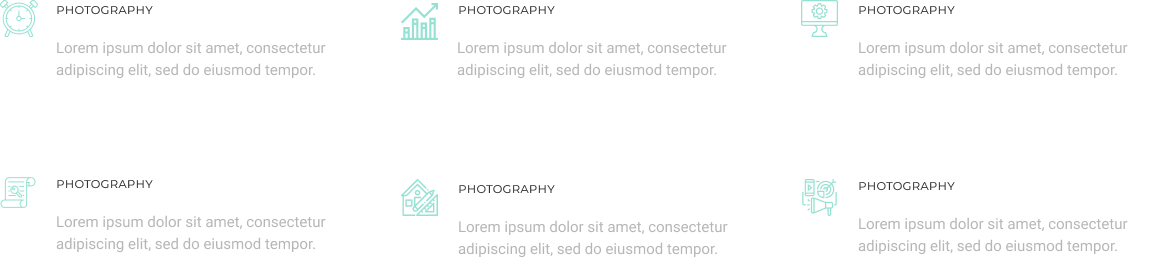 PHOTOGRAPHY
Lorem ipsum dolor sit amet, consectetur
adipiscing elit, sed do eiusmod tempor.
PHOTOGRAPHY
Lorem ipsum dolor sit amet, consectetur
adipiscing elit, sed do eiusmod tempor.
PHOTOGRAPHY
Lorem ipsum dolor sit amet, consectetur
adipiscing elit, sed do eiusmod tempor.
PHOTOGRAPHY
Lorem ipsum dolor sit amet, consectetur
adipiscing elit, sed do eiusmod tempor.
PHOTOGRAPHY
Lorem ipsum dolor sit amet, consectetur
adipiscing elit, sed do eiusmod tempor.
PHOTOGRAPHY
Lorem ipsum dolor sit amet, consectetur
adipiscing elit, sed do eiusmod tempor.